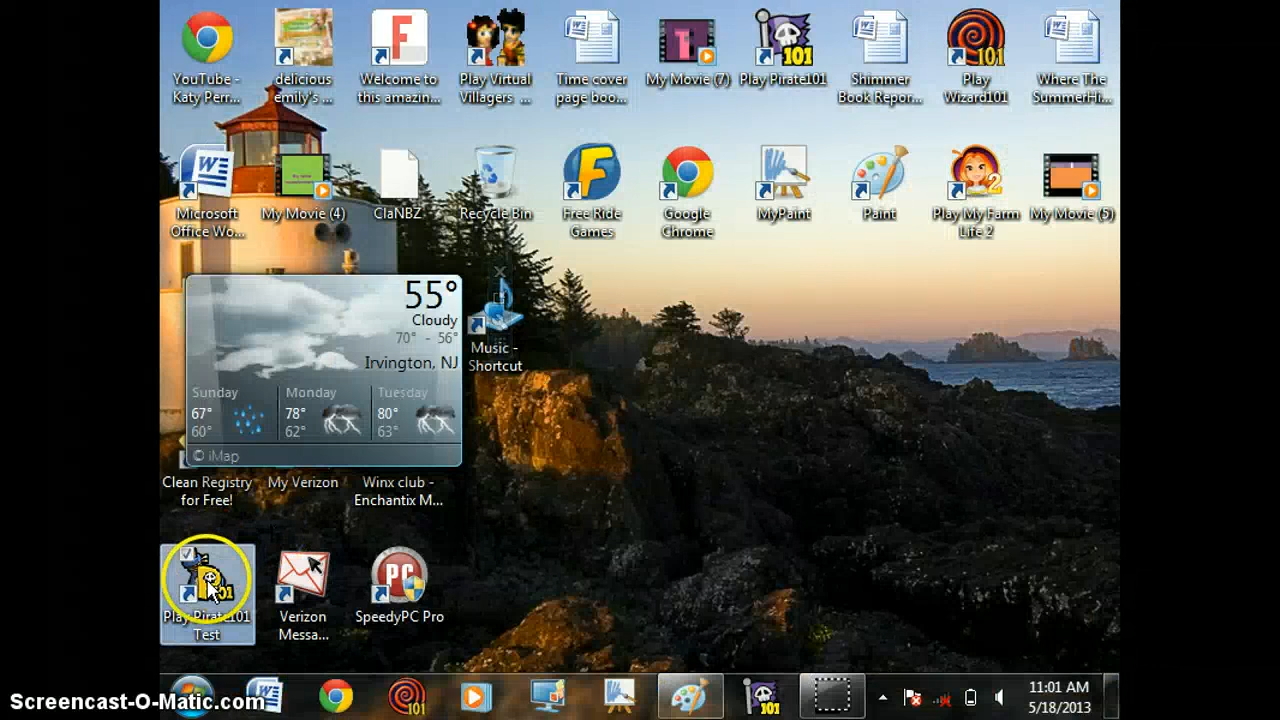 YouTube -
Katy Perr...
delicious
emily's ...
Welcome to
this amazin...
Play Virtual
Villagers ...
Time cover
page boo...
My Movie (7)
Play Pirate101
Shimmer
Book Repor...
Play
Wizard101
Where The
SummerHi...
Microsoft
Office Wo...
My Movie (4)
ClaNBZ
Recycle Bin
Free Ride
Games
Google
Chrome
MyPaint
Paint
Play My Farm
Life 2
My Movie (5)
55°
Cloudy
70° - 56°
Irvington, NJ
Sunday
67°
60°
Monday
78°
62°
Tuesday
80°
63°
© iMap
Music -
Shortcut
Clean Registry
for Free!
My Verizon
Winx club -
Enchantix M...
Play Pirate101
Test
Verizon
Messa...
PC
SpeedyPC Pro
11:01 AM
5/18/2013
Screencast-O-Matic.com